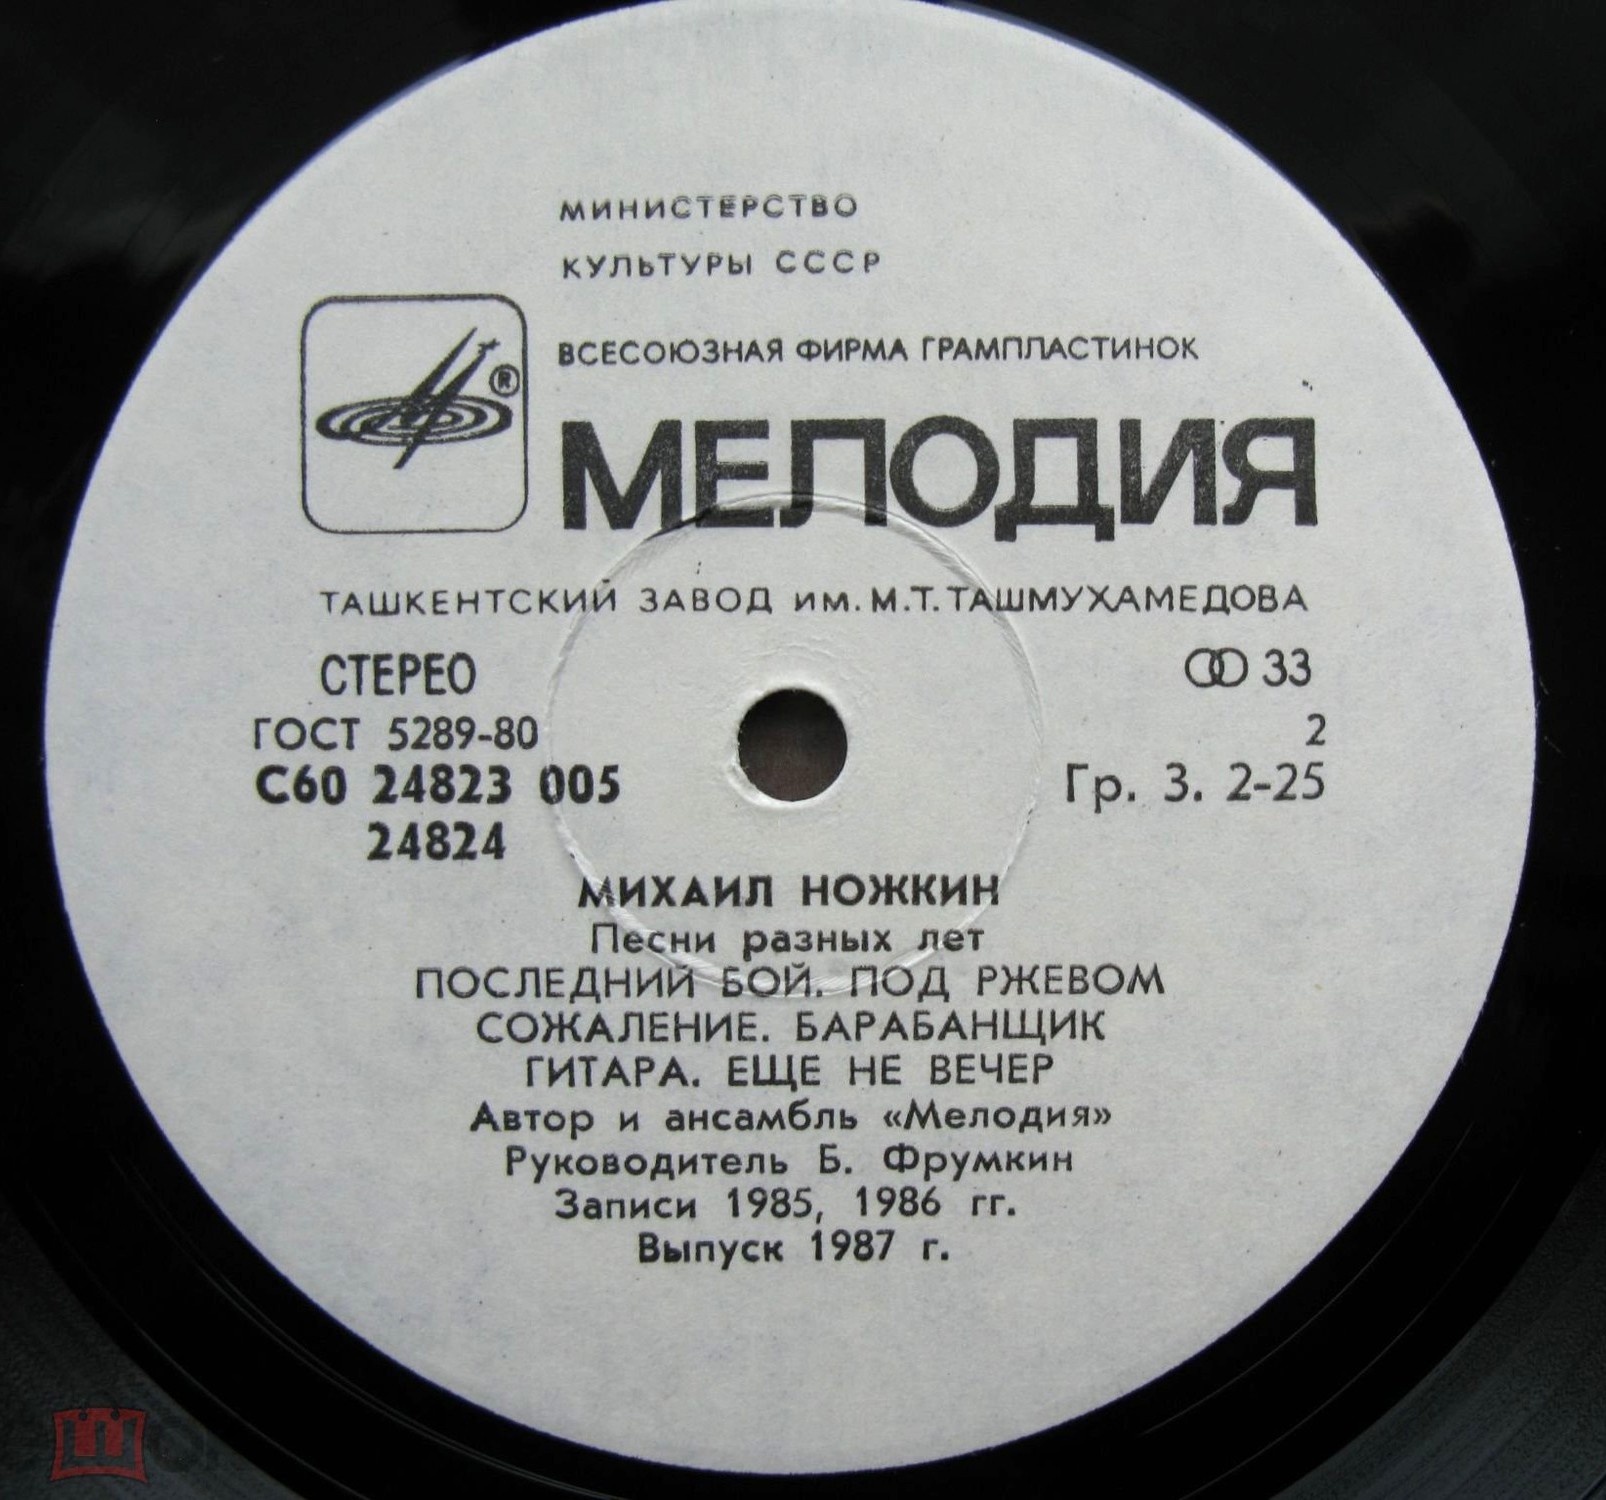 МИНИСТЕРСТВО
КУЛЬТУРЫ СССР
ВСЕСОЮЗНАЯ ФИРМА ГРАМПЛАСТИНОК
®
МЕЛОДИЯ
ТАШКЕНТСКИЙ ЗАВОД ИМ. М.Т. ТАШМУХАМЕДОВА
СТЕРЕО
33
ГОСТ 5289-80
2
С60 24823 005
Гр. 3. 2-25
24824
МИХАИЛ НОЖКИН
Песни разных лет
ПОСЛЕДНИЙ БОЙ. ПОД РЖЕВОМ
СОЖАЛЕНИЕ. БАРАБАНЩИК
ГИТАРА. ЕЩЕ НЕ ВЕЧЕР
Автор и ансамбль «Мелодия»
Руководитель Б. Фрумкин
Записи 1985, 1986 гг.
Выпуск 1987 г.